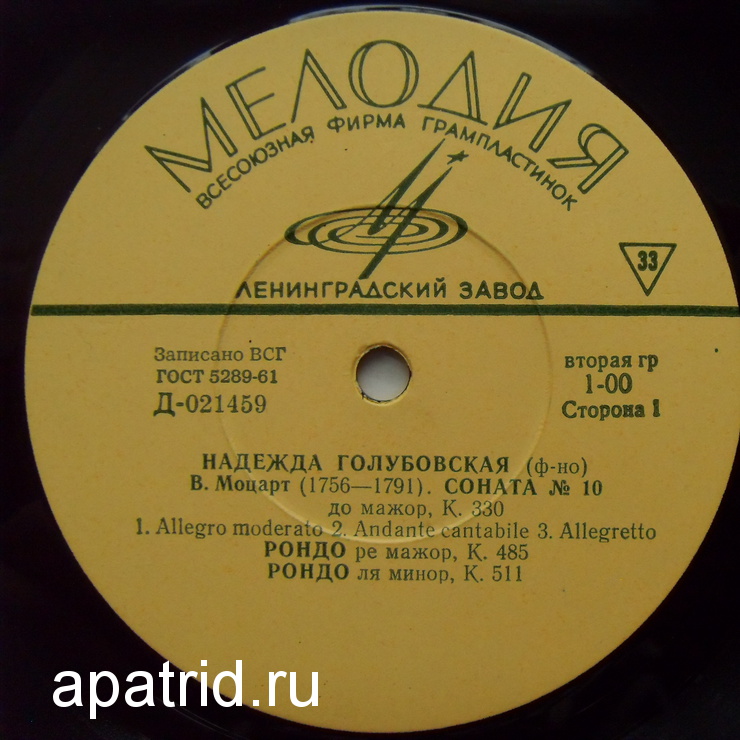 МЕЛОДИЯ
ВСЕСОЮЗНАЯ ФИРМА ГРАМПЛАСТИНОК
33
ЛЕНИНГРАДСКИЙ ЗАВОД
Записано ВСГ
ГОСТ 5289-61
Д-021459
вторая гр
1-00
Сторона 1
НАДЕЖДА ГОЛУБОВСКАЯ (ф-но)
В. Моцарт (1756—1791). СОНАТА № 10
до мажор, К. 330
1. Allegro moderato 2. Andante cantabile 3. Allegretto
РОНДО ре мажор, К. 485
РОНДО ля минор, К. 511
apatrid.ru